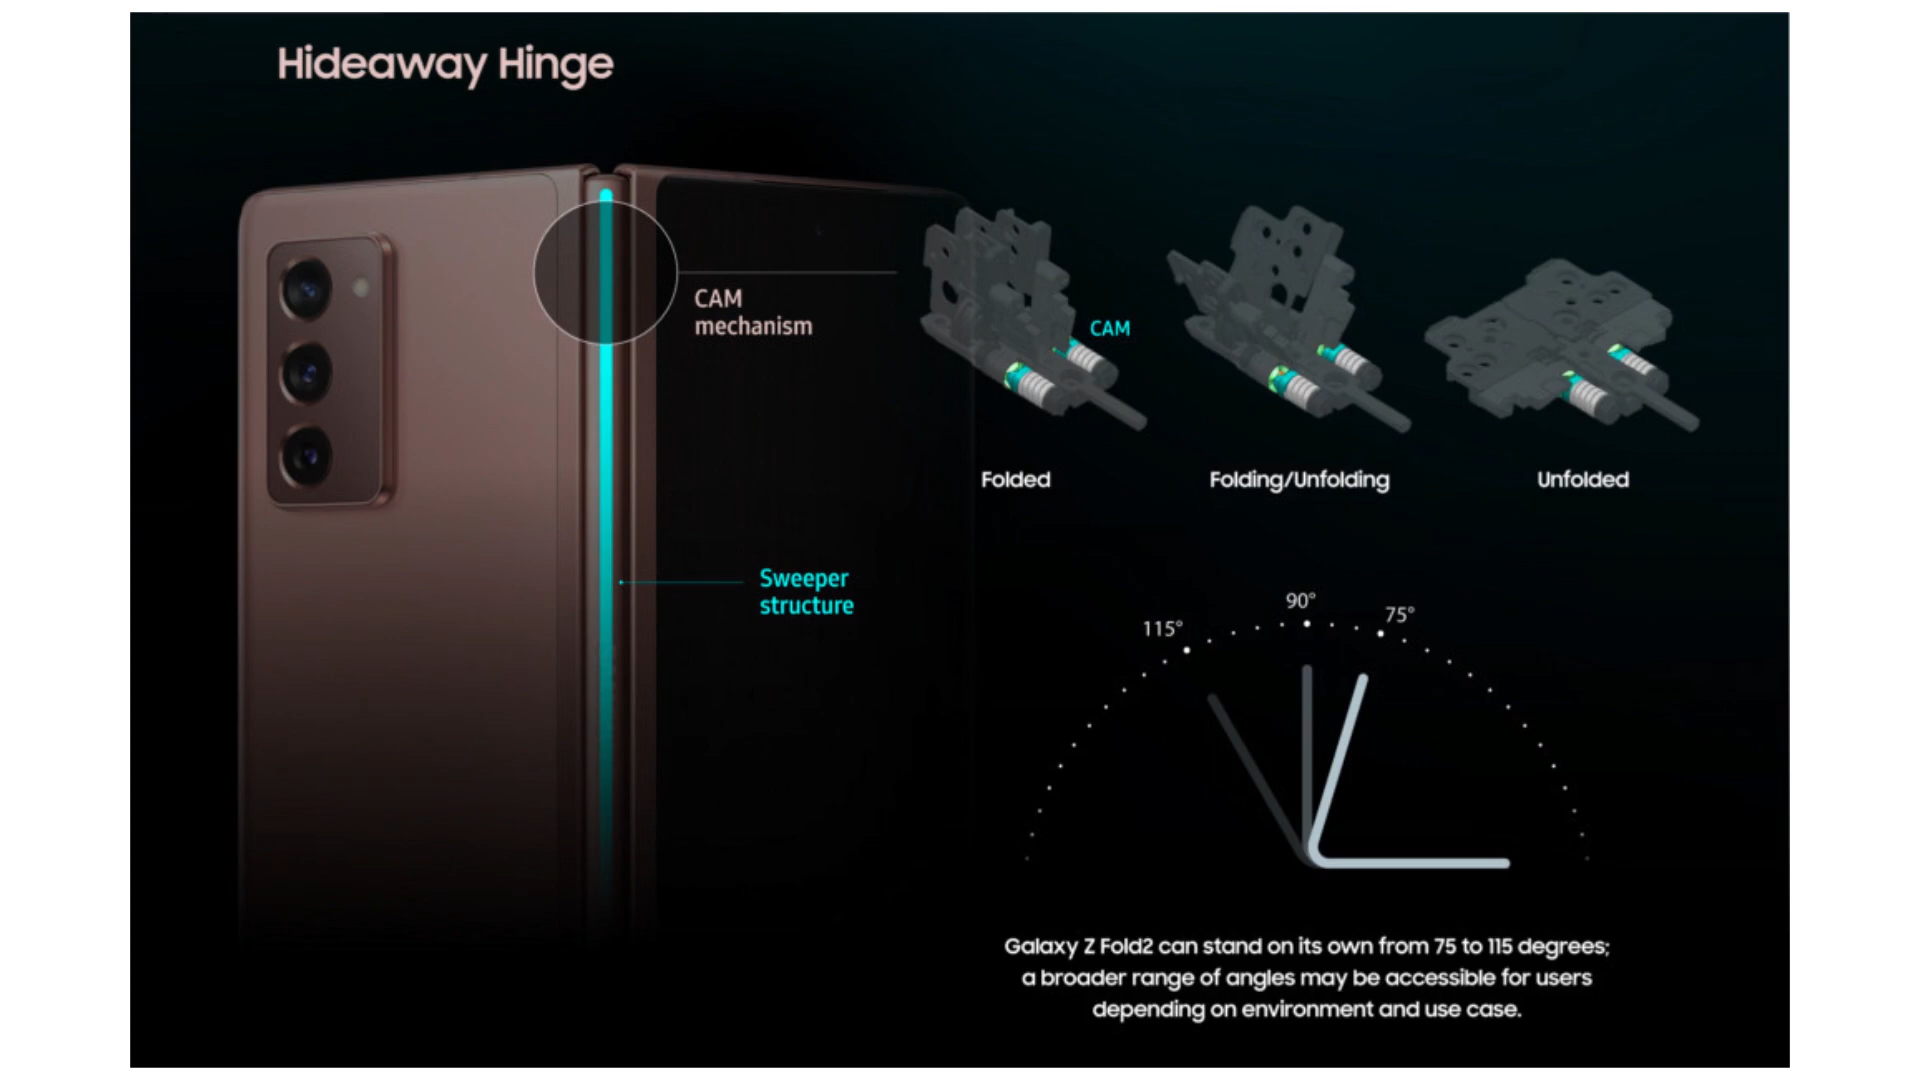 Hideaway Hinge
CAM
mechanism
CAM
Folded
Folding/Unfolding
Unfolded
Sweeper
structure
115°
90°
75°
Galaxy Z Fold2 can stand on its own from 75 to 115 degrees;
a broader range of angles may be accessible for users
depending on environment and use case.